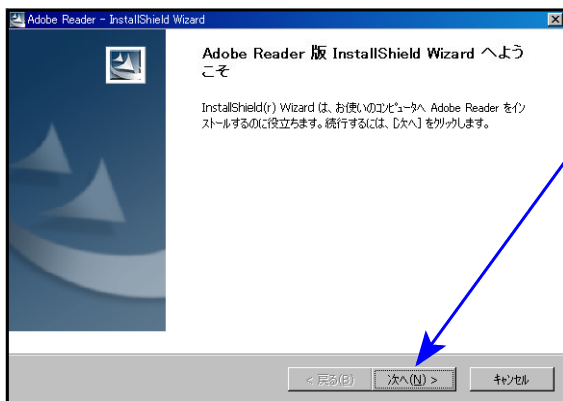 Adobe Reader - InstallShield Wizard
Adobe Reader 版 InstallShield Wizard へよう
こそ
InstallShield(r) Wizard は、お使いのコンピュータへ Adobe Reader をイン
ストールするのに役立ちます。続行するには、[次へ] をクリックします。
< 戻る(B) 次へ(N) > キャンセル